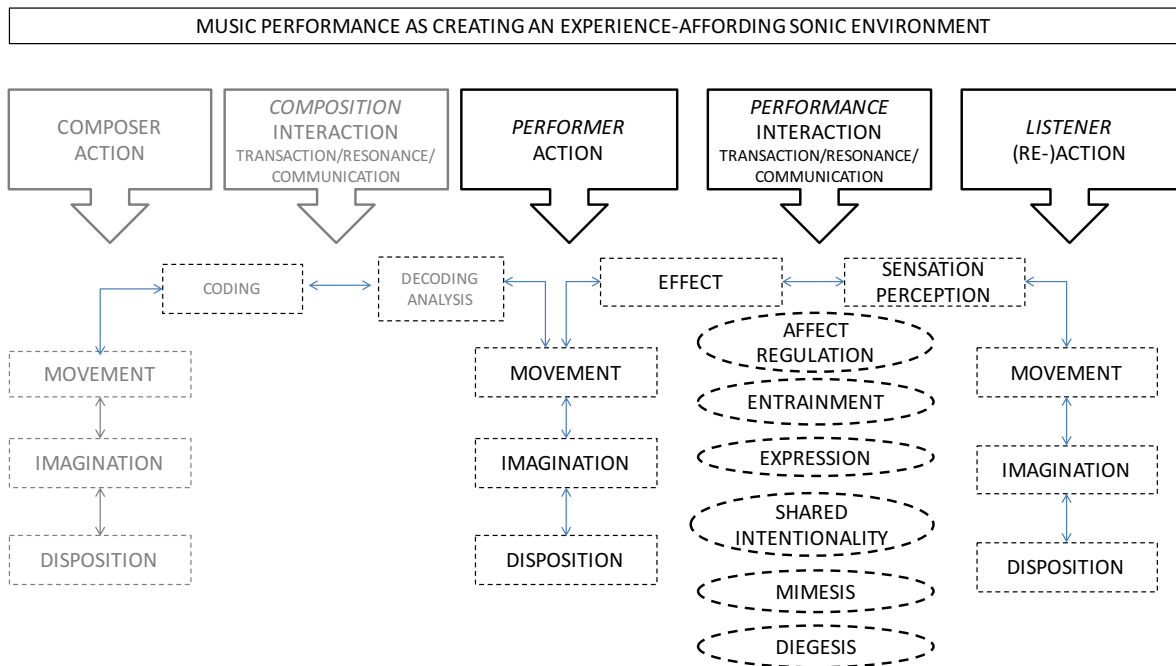 MUSIC PERFORMANCE AS CREATING AN EXPERIENCE-AFFORDING SONIC ENVIRONMENT
COMPOSER
ACTION
COMPOSITION
INTERACTION
TRANSACTION/RESONANCE/
COMMUNICATION
PERFORMER
ACTION
PERFORMANCE
INTERACTION
TRANSACTION/RESONANCE/
COMMUNICATION
LISTENER
(RE-)ACTION
CODING
DECODING
ANALYSIS
EFFECT
SENSATION
PERCEPTION
MOVEMENT
IMAGINATION
DISPOSITION
MOVEMENT
IMAGINATION
DISPOSITION
AFFECT
REGULATION
ENTRAINMENT
EXPRESSION
SHARED
INTENTIONALITY
MIMESIS
DIEGESIS
MOVEMENT
IMAGINATION
DISPOSITION